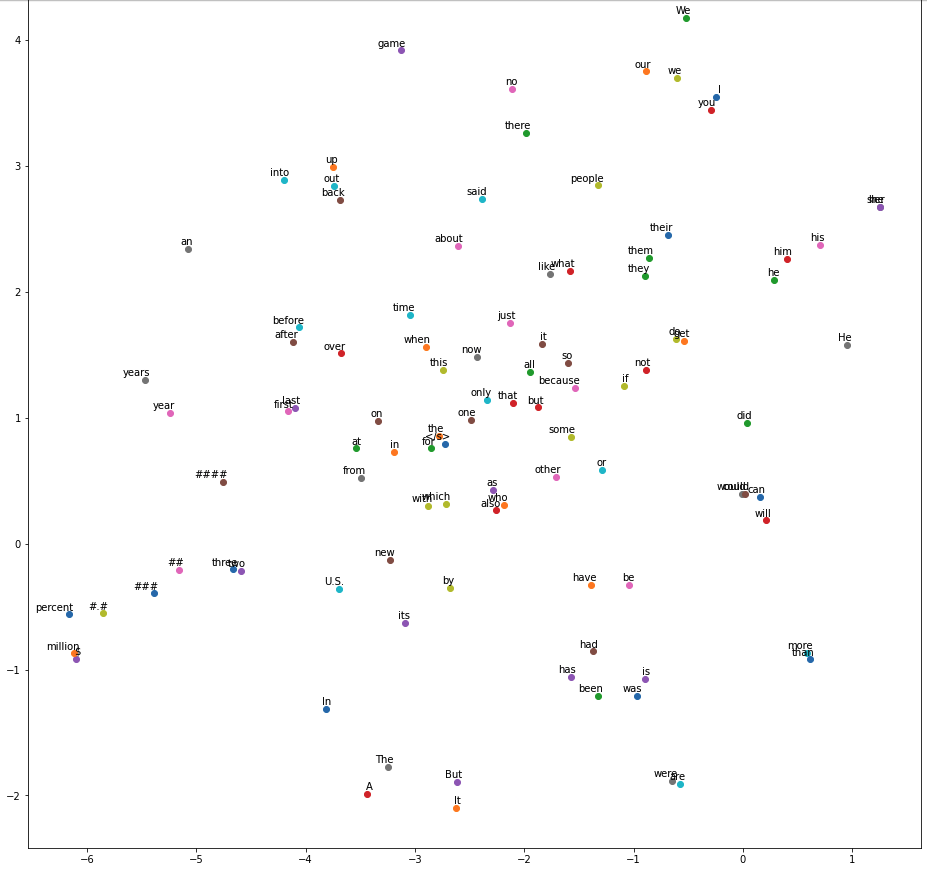 We
4
game
our
we
no
I
you
there
3
up
people
into
out
back
said
her
their
his
an
about
them
him
like
what
they
he
2
time
before
just
do
get
after
when
it
He
over
now
this
so
years
all
not
because
if
last
only
that
year
first
but
1
on
one
did
the
some
</s>
at
in
for
from
other
or
####
as
would
could
can
with
which
who
also
will
0
new
##
three
two
U.S.
by
have
be
###
percent
#.#
its
million
$
had
more
than
−1
has
is
been
was
In
The
But
were
are
A
−2
It
−6 −5 −4 −3 −2 −1 0 1